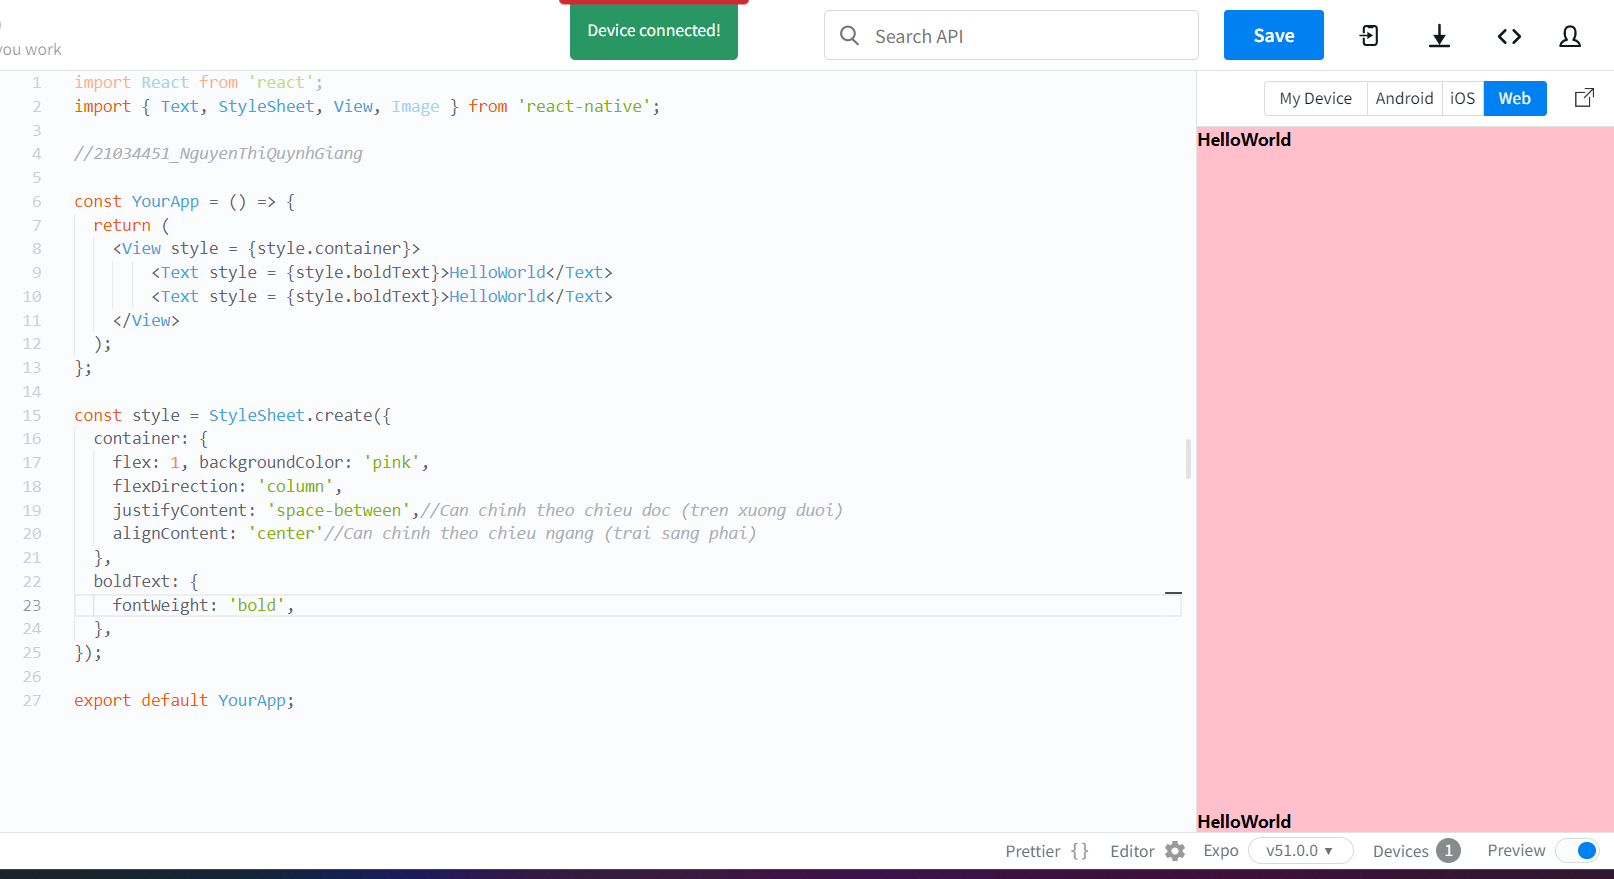 you work
Device connected!
Search API
Save
1 import React from 'react';
2 import { Text, StyleSheet, View, Image } from 'react-native';
3
4 //21034451_NguyenThiQuynhGiang
5
6 const YourApp = () => {
7 return (
8 <View style = {style.container}>
9 <Text style = {style.boldText}>HelloWorld</Text>
10 <Text style = {style.boldText}>HelloWorld</Text>
11 </View>
12 );
13 };
14
15 const style = StyleSheet.create({
16 container: {
17 flex: 1, backgroundColor: 'pink',
18 flexDirection: 'column',
19 justifyContent: 'space-between',//Can chinh theo chieu doc (tren xuong duoi)
20 alignContent: 'center'//Can chinh theo chieu ngang (trai sang phai)
21 },
22 boldText: {
23 fontWeight: 'bold',
24 },
25 });
26
27 export default YourApp;
My Device Android iOS Web
HelloWorld
HelloWorld
Prettier {} Editor Expo v51.0.0 ▾ Devices 1 Preview